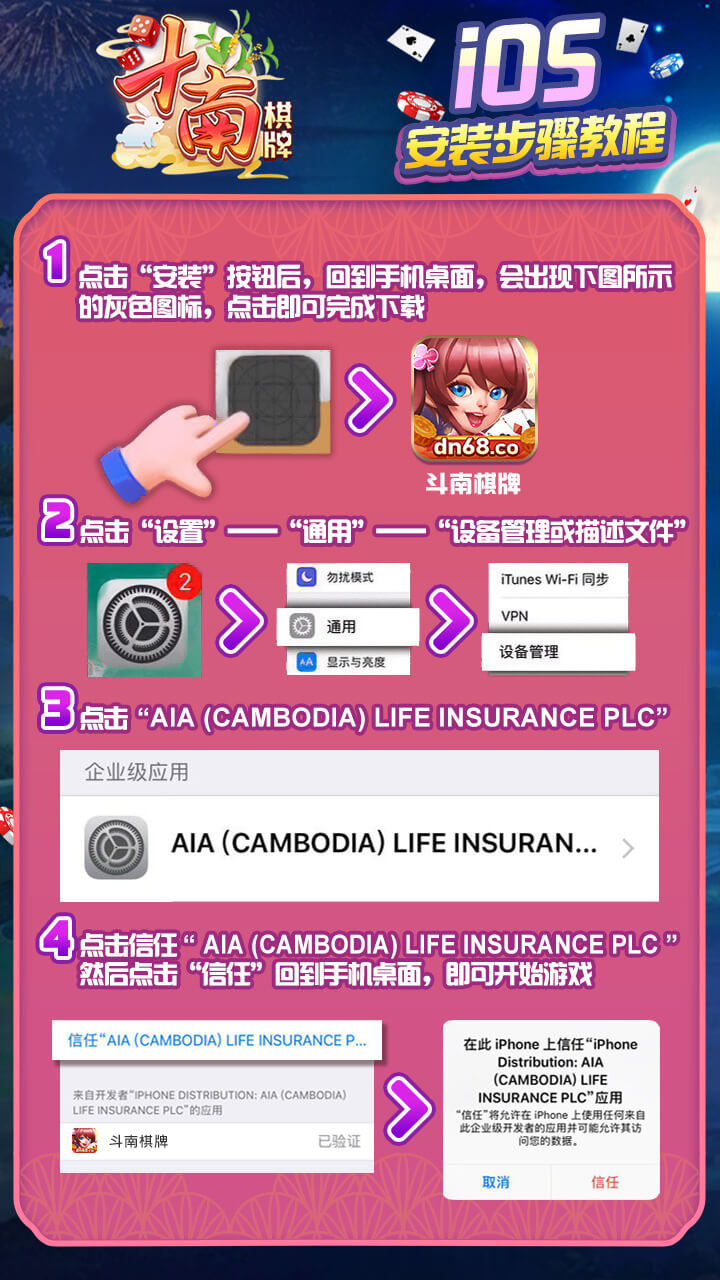 斗南棋牌
iOS
安装步骤教程
1
点击“安装”按钮后，回到手机桌面，会出现下图所示
的灰色图标，点击即可完成下载
dn68.co
斗南棋牌
2
点击“设置”——“通用”——“设备管理或描述文件”
2
勿扰模式
通用
显示与亮度
iTunes Wi-Fi 同步
VPN
设备管理
3
点击“AIA (CAMBODIA) LIFE INSURANCE PLC”
企业级应用
AIA (CAMBODIA) LIFE INSURAN...
4
点击信任“ AIA (CAMBODIA) LIFE INSURANCE PLC ”
然后点击“信任”回到手机桌面，即可开始游戏
信任“AIA (CAMBODIA) LIFE INSURANCE P...
来自开发者“IPHONE DISTRIBUTION: AIA (CAMBODIA)
LIFE INSURANCE PLC”的应用
斗南棋牌 已验证
在此 iPhone 上信任“iPhone
Distribution: AIA
(CAMBODIA) LIFE
INSURANCE PLC”应用
“信任”将允许在 iPhone 上使用任何来自
此企业级开发者的应用并可能允许其访
问您的数据。
取消 信任